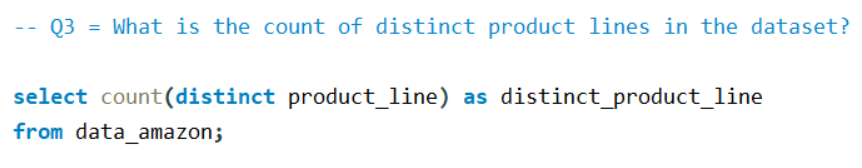 -- Q3 = What is the count of distinct product lines in the dataset?
select count(distinct product_line) as distinct_product_line
from data_amazon;